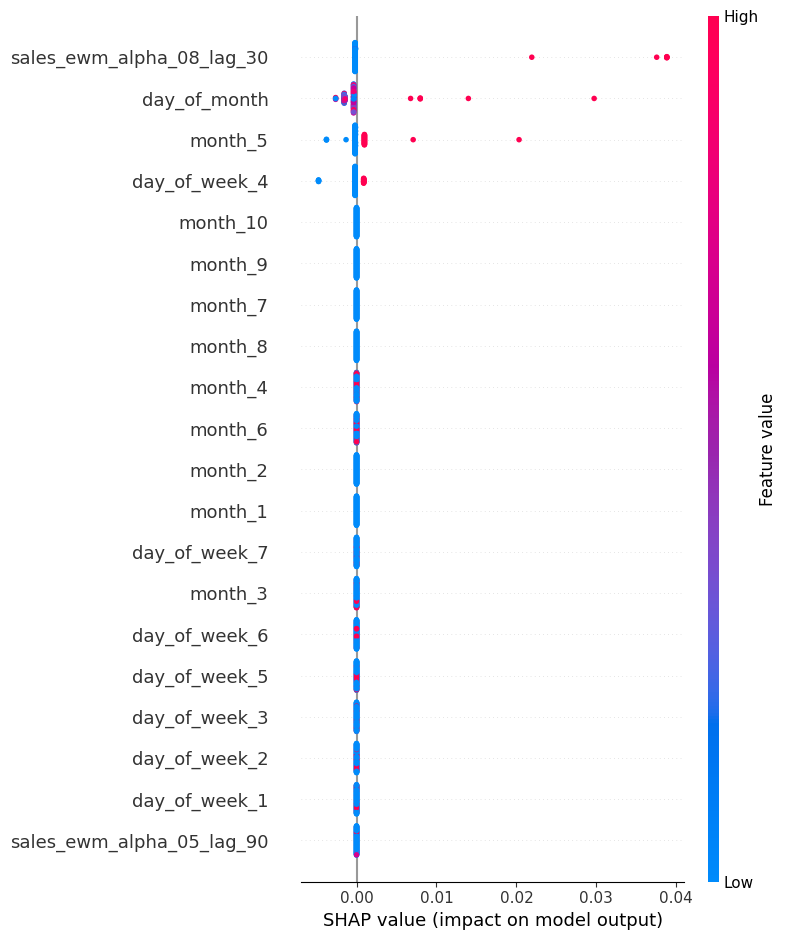 High
sales_ewm_alpha_08_lag_30
day_of_month
month_5
day_of_week_4
month_10
month_9
month_7
month_8
month_4
month_6
month_2
month_1
day_of_week_7
month_3
day_of_week_6
day_of_week_5
day_of_week_3
day_of_week_2
day_of_week_1
sales_ewm_alpha_05_lag_90
Feature value
Low
0.00 0.01 0.02 0.03 0.04
SHAP value (impact on model output)